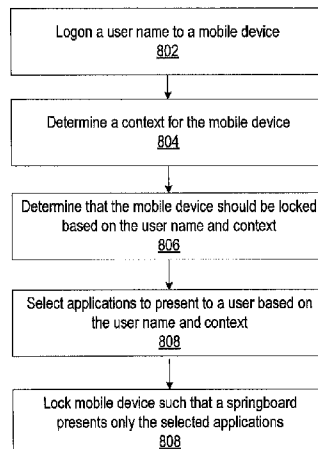 Logon a user name to a mobile device
802
Determine a context for the mobile device
804
Determine that the mobile device should be locked
based on the user name and context
806
Select applications to present to a user based on
the user name and context
808
Lock mobile device such that a springboard
presents only the selected applications
808